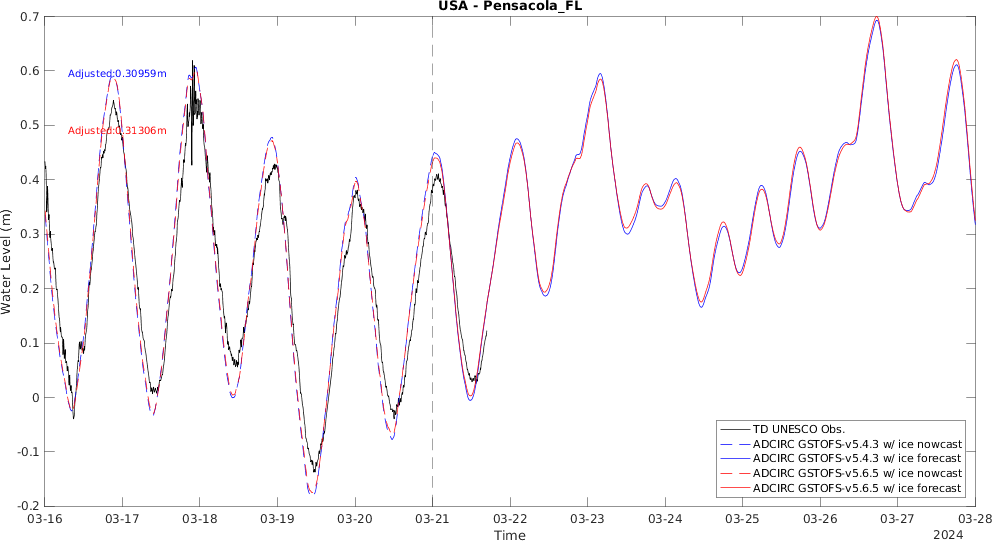 USA - Pensacola_FL
0.7
0.6
0.5
0.4
0.3
0.2
0.1
0
-0.1
-0.2
Water Level (m)
Adjusted:0.30959m
Adjusted:0.31306m
TD UNESCO Obs.
ADCIRC GSTOFS-v5.4.3 w/ ice nowcast
ADCIRC GSTOFS-v5.4.3 w/ ice forecast
ADCIRC GSTOFS-v5.6.5 w/ ice nowcast
ADCIRC GSTOFS-v5.6.5 w/ ice forecast
03-16 03-17 03-18 03-19 03-20 03-21 03-22 03-23 03-24 03-25 03-26 03-27 03-28
Time
2024